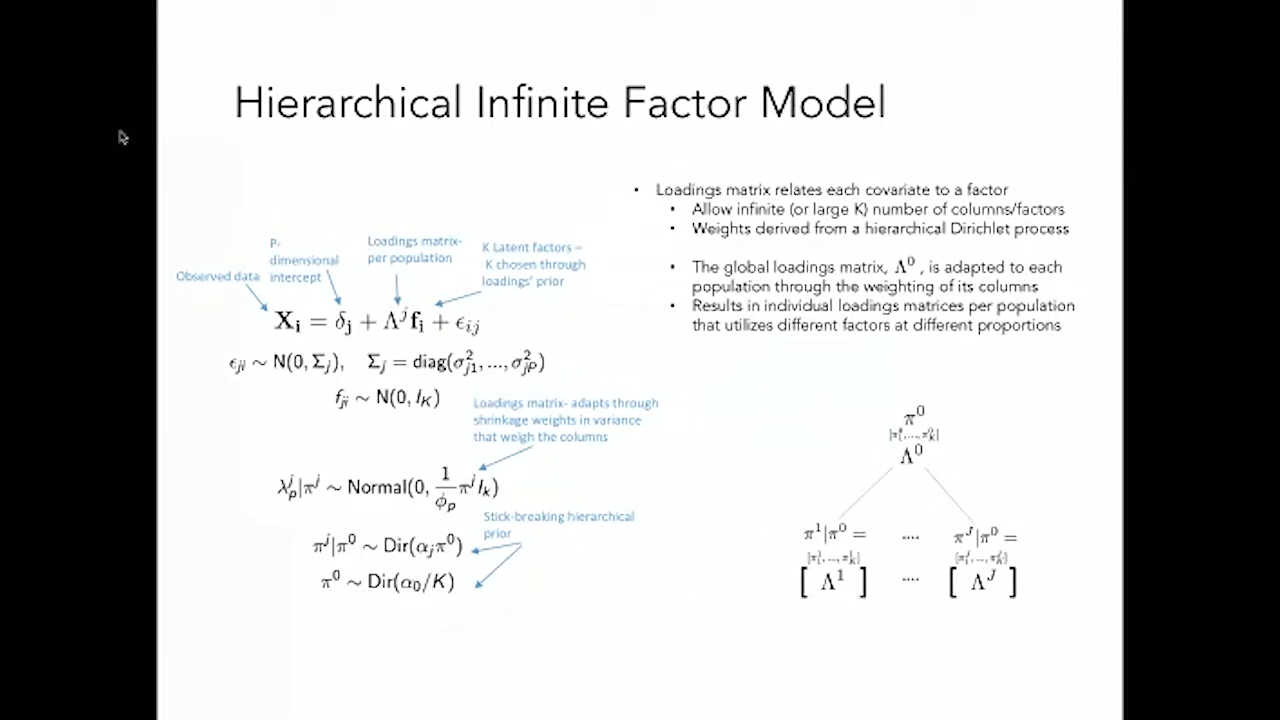 Hierarchical Infinite Factor Model
Observed data
P-
dimensional
intercept
Loadings matrix-
per population
K Latent factors –
K chosen through
loadings' prior
𝐗ᵢ = δⱼ + Λʲ𝐟ᵢ + ϵᵢⱼ
ϵⱼᵢ ~ N(0, Σⱼ),   Σⱼ = diag(σ²ⱼ₁, ..., σ²ⱼP)
fⱼᵢ ~ N(0, I_K)
Loadings matrix- adapts through
shrinkage weights in variance
that weigh the columns
λₚʲ|πʲ ~ Normal(0, 1/ϕₚ πʲIₖ)
Stick-breaking hierarchical
prior
πʲ|π⁰ ~ Dir(αⱼπ⁰)
π⁰ ~ Dir(α₀/K)
• Loadings matrix relates each covariate to a factor
• Allow infinite (or large K) number of columns/factors
• Weights derived from a hierarchical Dirichlet process
• The global loadings matrix, Λ⁰ , is adapted to each
population through the weighting of its columns
• Results in individual loadings matrices per population
that utilizes different factors at different proportions
π⁰
Λ⁰
π¹|π⁰ = .... πᴶ|π⁰ =
[ Λ¹ ] .... [ Λᴶ ]